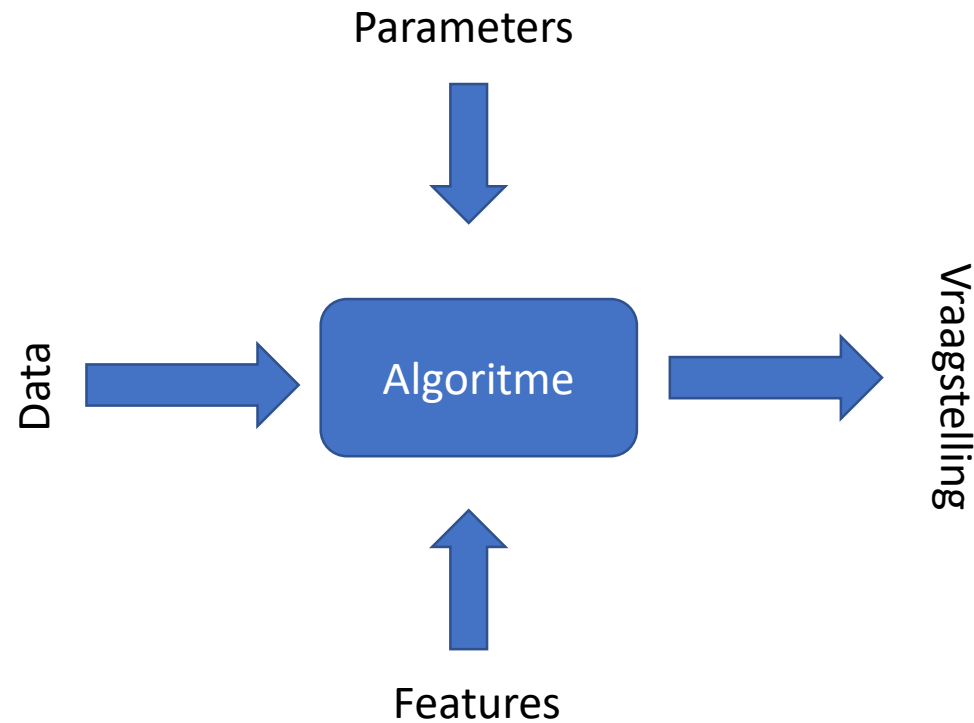 Parameters
Data
Algoritme
Vraagstelling
Features